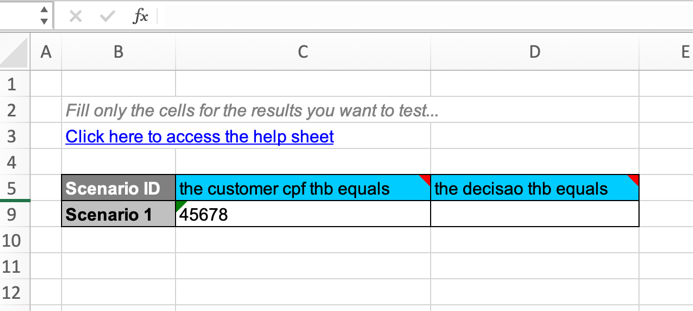 fx
A B C D E
1
2 Fill only the cells for the results you want to test...
3 Click here to access the help sheet
4
5 Scenario ID the customer cpf thb equals the decisao thb equals
9 Scenario 1 45678
10
11
12